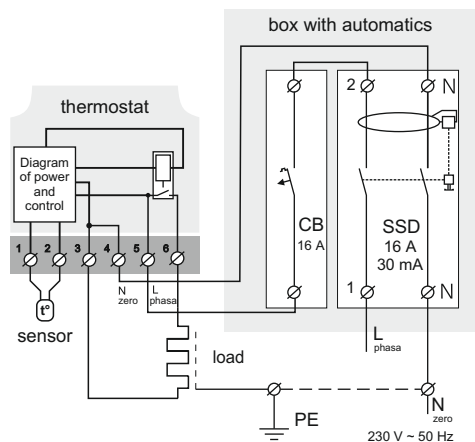 box with automatics
thermostat
Diagram
of power
and
control
1 2 3 4 5 6
N
zero
L
phasa
t°
sensor
load
PE
CB
16 A
2 N
SSD
16 A
30 mA
1 N
L
phasa
N
zero
230 V ~ 50 Hz